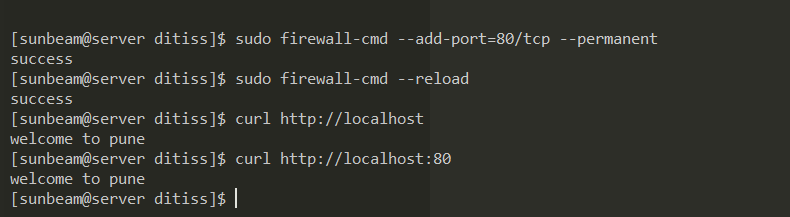 [sunbeam@server ditiss]$ sudo firewall-cmd --add-port=80/tcp --permanent
success
[sunbeam@server ditiss]$ sudo firewall-cmd --reload
success
[sunbeam@server ditiss]$ curl http://localhost
welcome to pune
[sunbeam@server ditiss]$ curl http://localhost:80
welcome to pune
[sunbeam@server ditiss]$